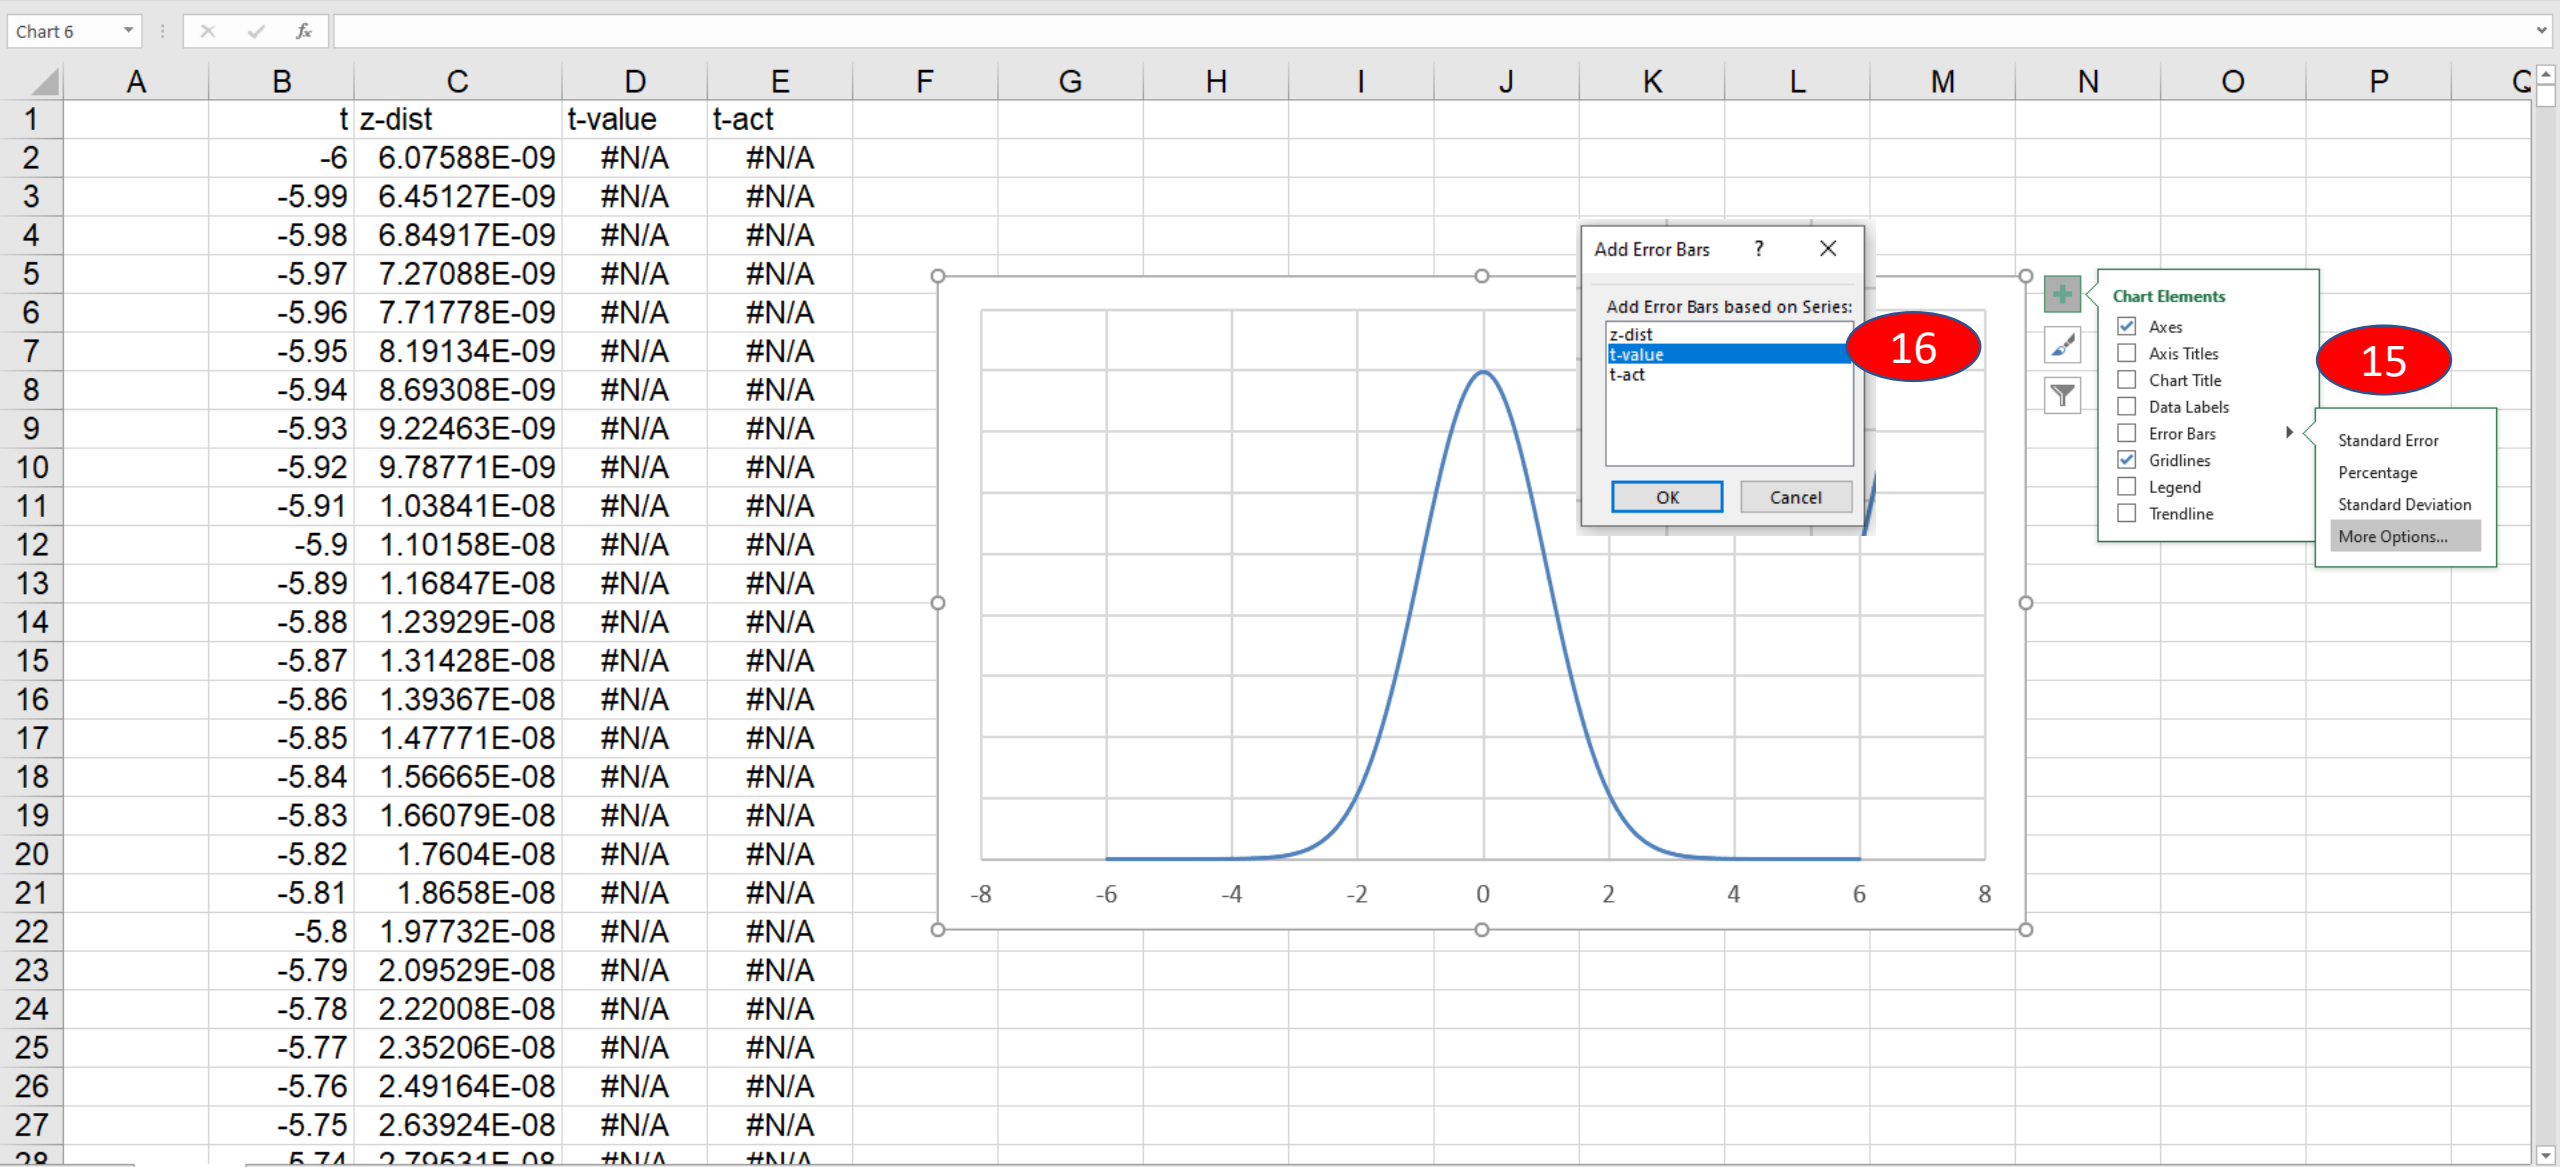 Chart 6
fx
A B C D E F G H I J K L M N O P Q
1 t z-dist t-value t-act
2 -6 6.07588E-09 #N/A #N/A
3 -5.99 6.45127E-09 #N/A #N/A
4 -5.98 6.84917E-09 #N/A #N/A
5 -5.97 7.27088E-09 #N/A #N/A
6 -5.96 7.71778E-09 #N/A #N/A
7 -5.95 8.19134E-09 #N/A #N/A
8 -5.94 8.69308E-09 #N/A #N/A
9 -5.93 9.22463E-09 #N/A #N/A
10 -5.92 9.78771E-09 #N/A #N/A
11 -5.91 1.03841E-08 #N/A #N/A
12 -5.9 1.10158E-08 #N/A #N/A
13 -5.89 1.16847E-08 #N/A #N/A
14 -5.88 1.23929E-08 #N/A #N/A
15 -5.87 1.31428E-08 #N/A #N/A
16 -5.86 1.39367E-08 #N/A #N/A
17 -5.85 1.47771E-08 #N/A #N/A
18 -5.84 1.56665E-08 #N/A #N/A
19 -5.83 1.66079E-08 #N/A #N/A
20 -5.82 1.7604E-08 #N/A #N/A
21 -5.81 1.8658E-08 #N/A #N/A
22 -5.8 1.97732E-08 #N/A #N/A
23 -5.79 2.09529E-08 #N/A #N/A
24 -5.78 2.22008E-08 #N/A #N/A
25 -5.77 2.35206E-08 #N/A #N/A
26 -5.76 2.49164E-08 #N/A #N/A
27 -5.75 2.63924E-08 #N/A #N/A
28 -5.74 2.79531E-08 #N/A #N/A
Add Error Bars ?
Add Error Bars based on Series:
z-dist
t-value
t-act
OK Cancel
16
-8 -6 -4 -2 0 2 4 6 8
Chart Elements
Axes
Axis Titles
Chart Title
Data Labels
Error Bars
Gridlines
Legend
Trendline
15
Standard Error
Percentage
Standard Deviation
More Options...